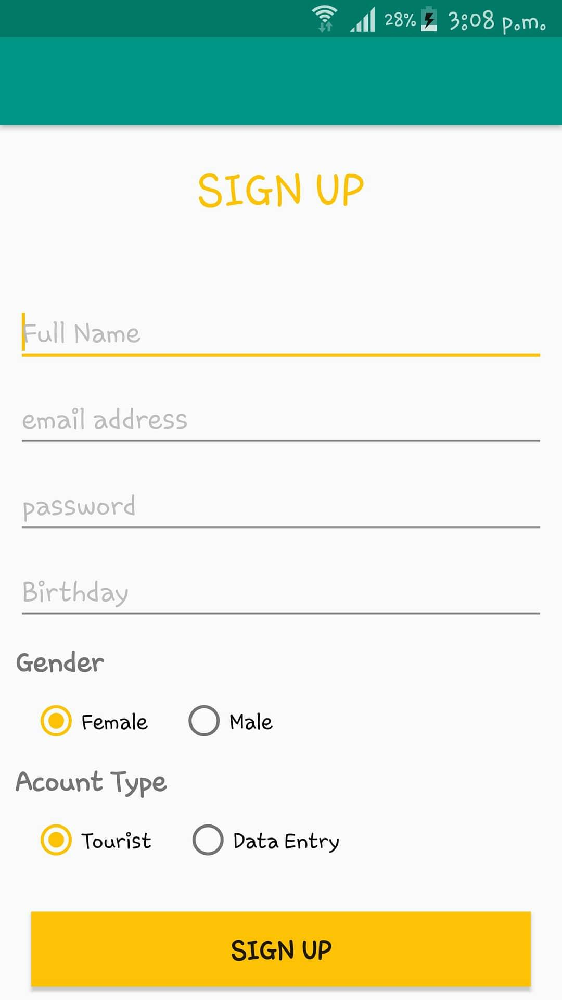 28% 3:08 p.m.
SIGN UP
Full Name
email address
password
Birthday
Gender
Female Male
Acount Type
Tourist Data Entry
SIGN UP